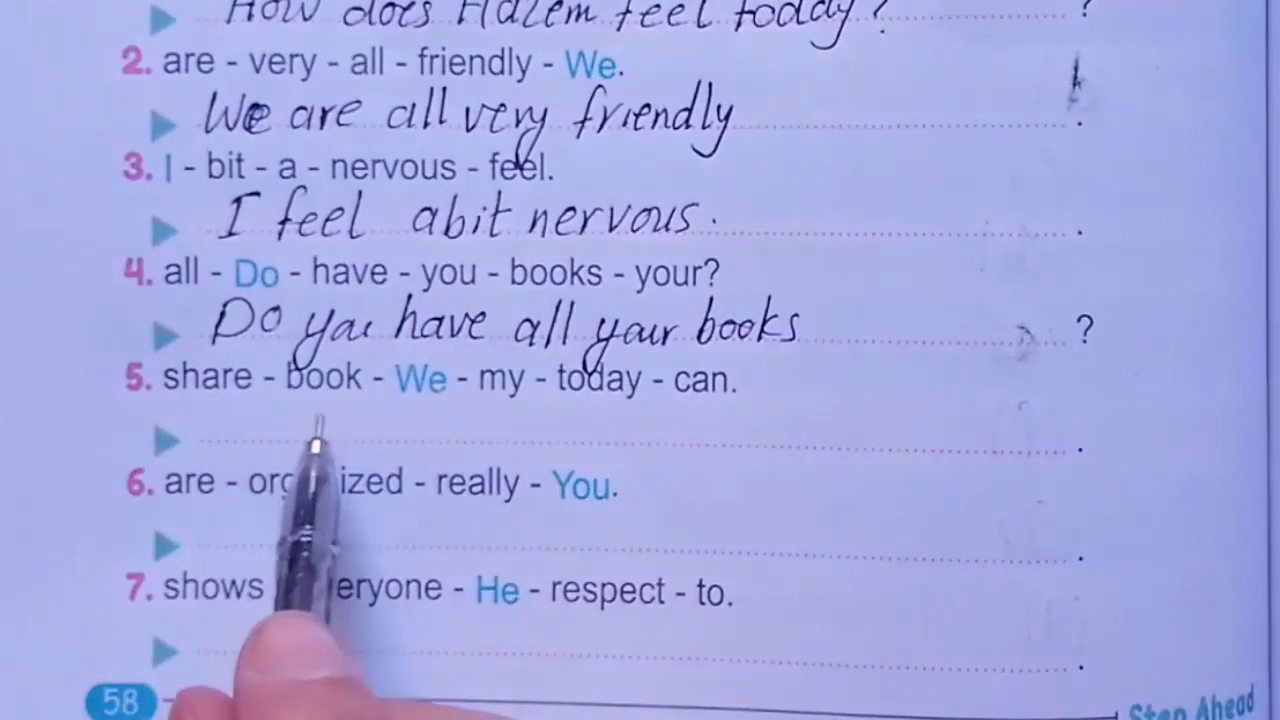 How does Hazem feel today? ?
2. are - very - all - friendly - We.
We are all very friendly .
3. I - bit - a - nervous - feel.
I feel abit nervous. .
4. all - Do - have - you - books - your?
Do you have all your books ?
5. share - book - We - my - today - can.
.
6. are - ized - really - You.
.
7. shows eryone - He - respect - to.
.
58
Step Ahead